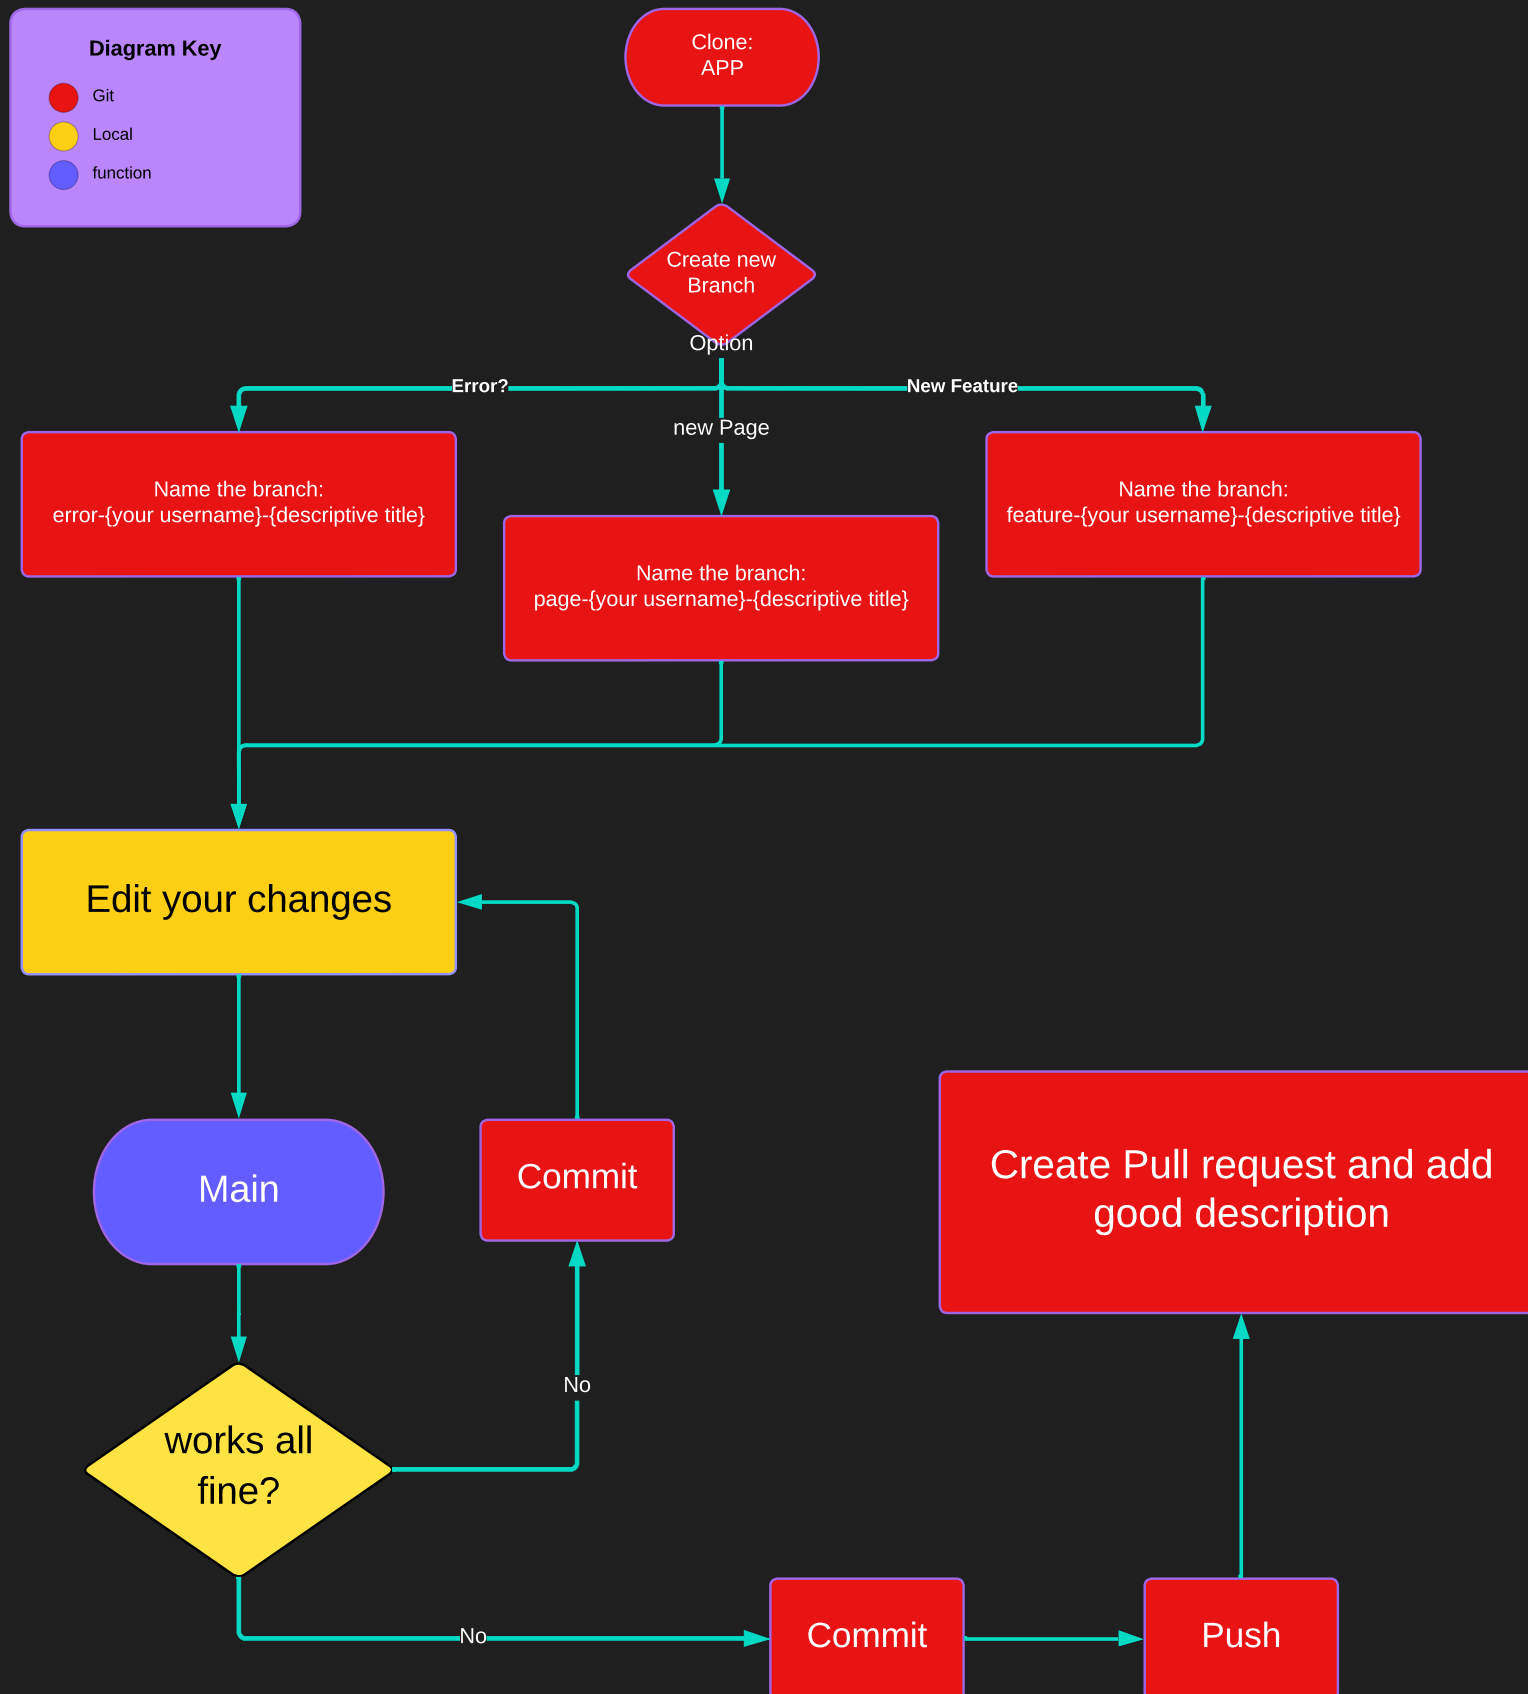 Diagram Key
Git
Local
function
Clone:
APP
Create new
Branch
Option
Error?
New Feature
new Page
Name the branch:
error-{your username}-{descriptive title}
Name the branch:
page-{your username}-{descriptive title}
Name the branch:
feature-{your username}-{descriptive title}
Edit your changes
Main
Commit
Create Pull request and add
good description
No
works all
fine?
No
Commit
Push